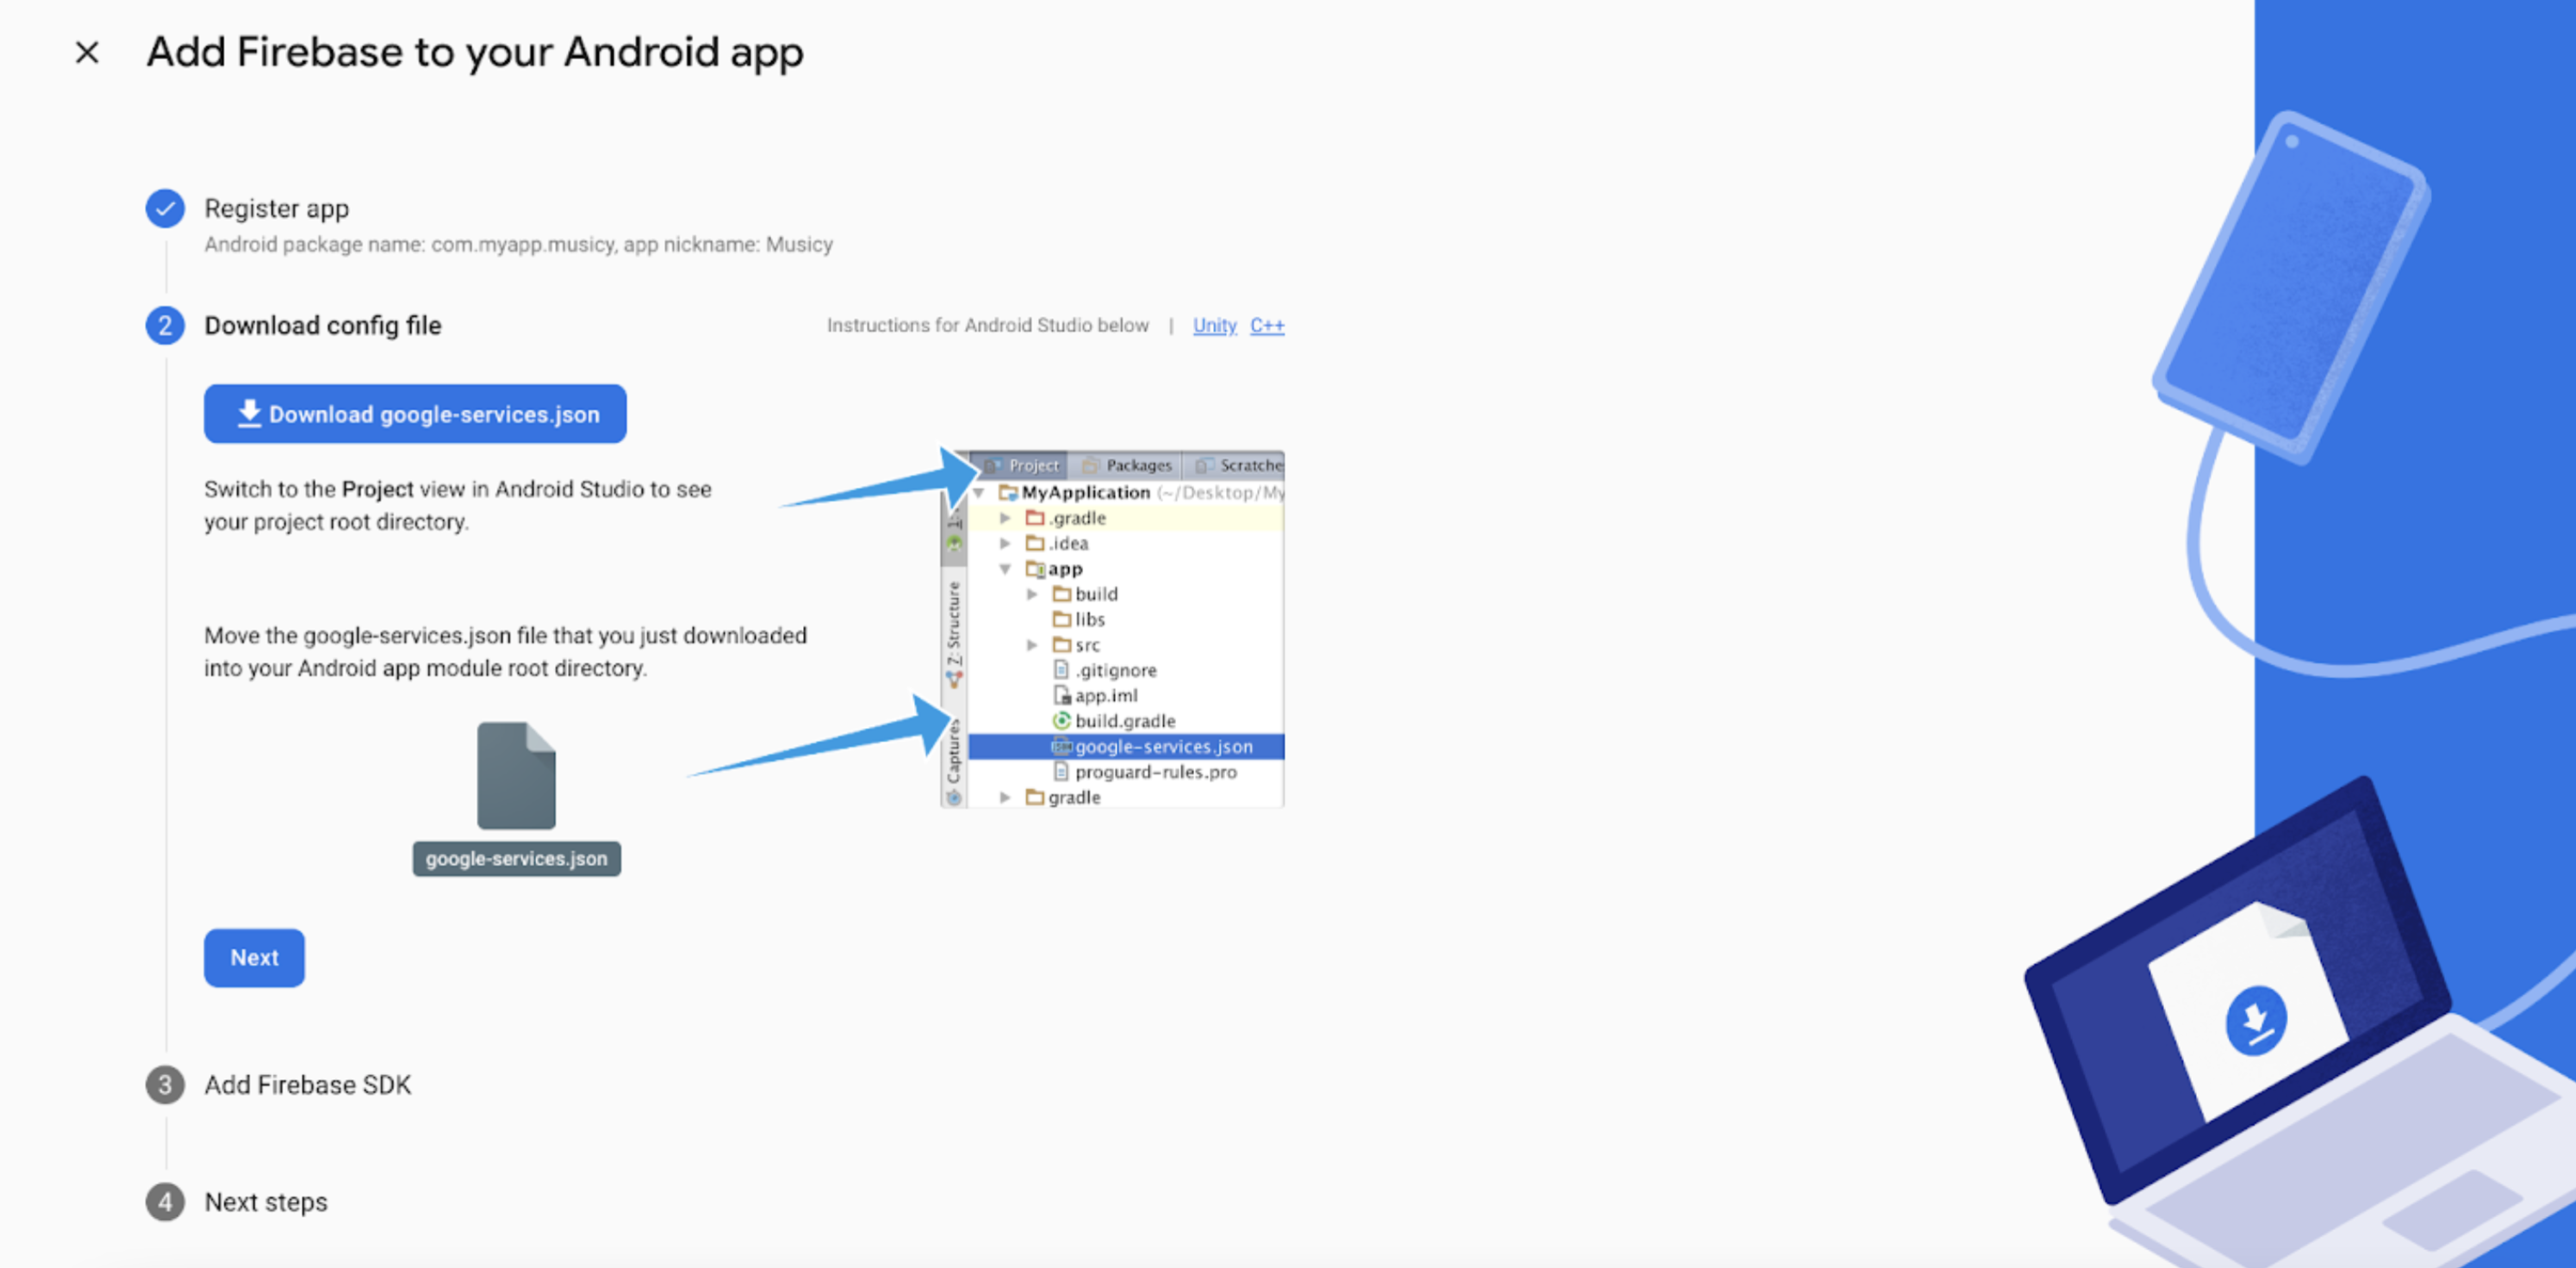 Add Firebase to your Android app
Register app
Android package name: com.myapp.musicy, app nickname: Musicy
2 Download config file
Instructions for Android Studio below | Unity C++
Download google-services.json
Switch to the Project view in Android Studio to see
your project root directory.
Move the google-services.json file that you just downloaded
into your Android app module root directory.
google-services.json
Project Packages Scratche
MyApplication (~/Desktop/My
.gradle
.idea
app
build
libs
src
.gitignore
app.iml
build.gradle
google-services.json
proguard-rules.pro
gradle
1:
Z: Structure
Captures
Next
3 Add Firebase SDK
4 Next steps